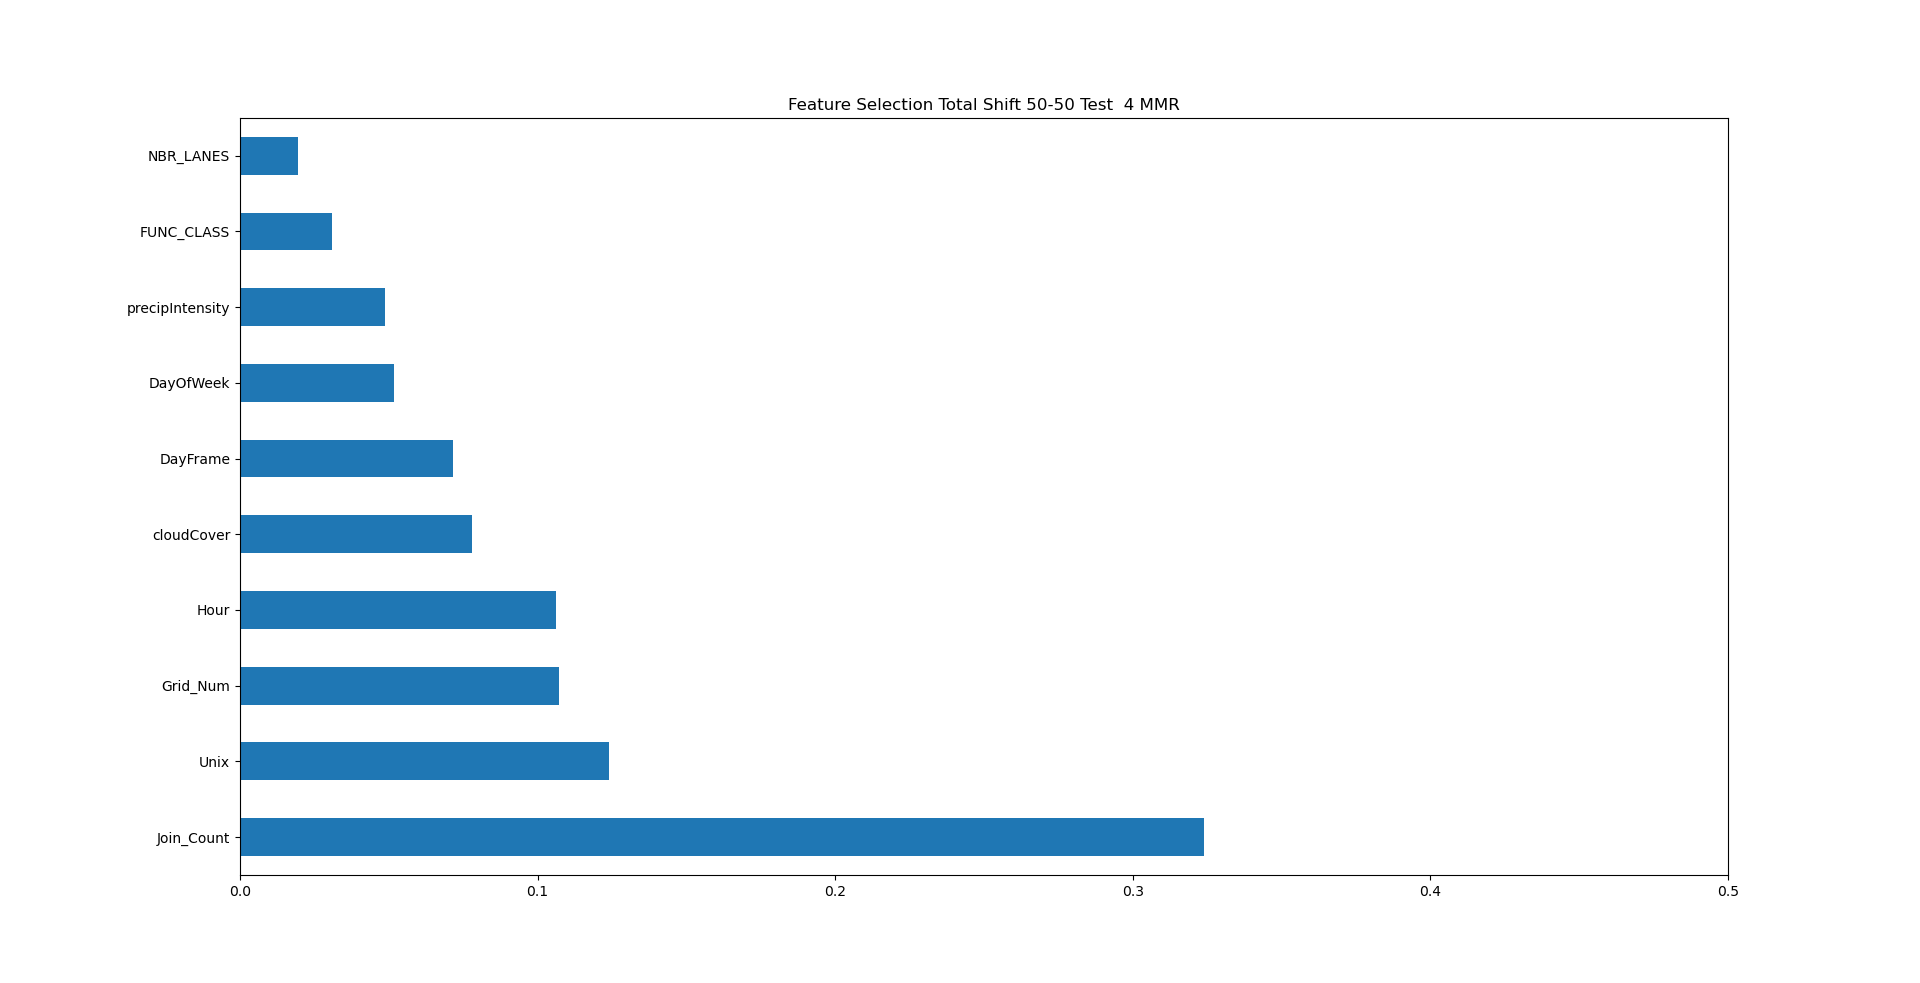 Feature Selection Total Shift 50-50 Test  4 MMR
NBR_LANES
FUNC_CLASS
precipIntensity
DayOfWeek
DayFrame
cloudCover
Hour
Grid_Num
Unix
Join_Count
0.0 0.1 0.2 0.3 0.4 0.5